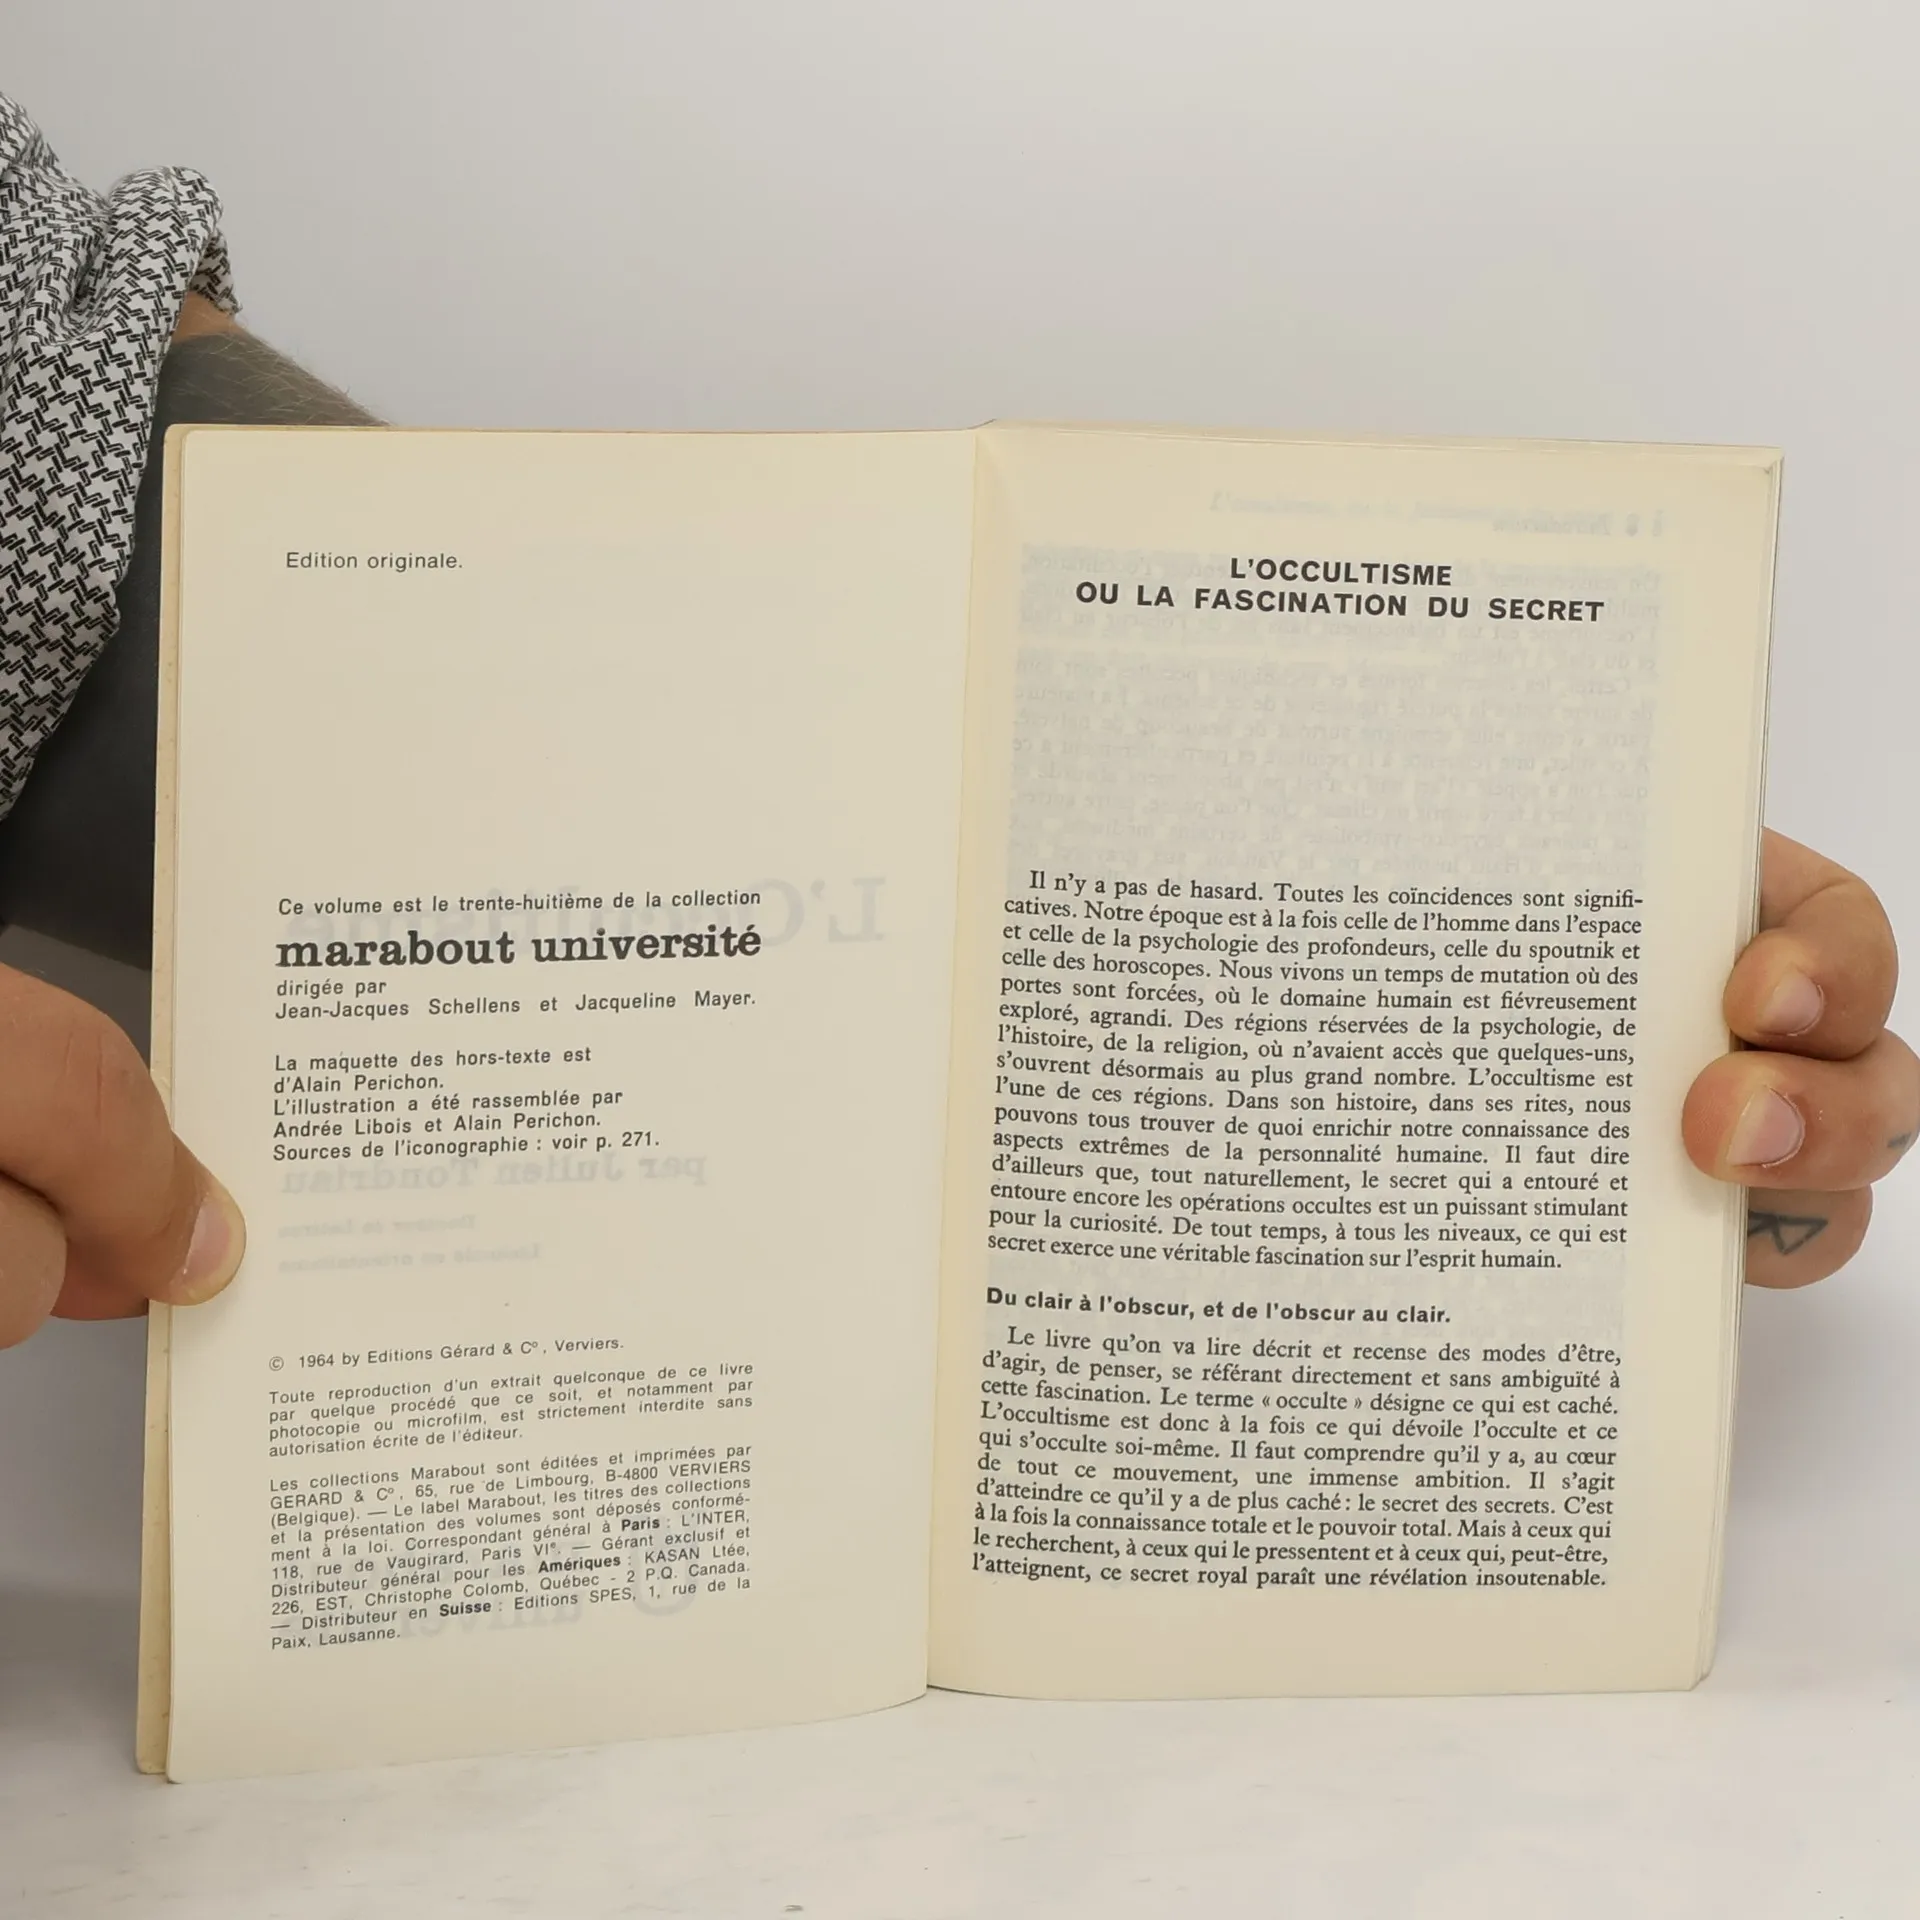 Edition originale.
Ce volume est le trente-huitième de la collection
marabout université
dirigée par
Jean-Jacques Schellens et Jacqueline Mayer.
La maquette des hors-texte est
d'Alain Perichon.
L'illustration a été rassemblée par
Andrée Libois et Alain Perichon.
Sources de l'iconographie : voir p. 271.
© 1964 by Editions Gérard & Cº, Verviers.
Toute reproduction d'un extrait quelconque de ce livre
par quelque procédé que ce soit, et notamment par
photocopie ou microfilm, est strictement interdite sans
autorisation écrite de l'éditeur.
Les collections Marabout sont éditées et imprimées par
GERARD & Cº, 65, rue de Limbourg, B-4800 VERVIERS
(Belgique). — Le label Marabout, les titres des collections
et la présentation des volumes sont déposés conformé-
ment à la loi. Correspondant général à Paris : L'INTER,
118, rue de Vaugirard, Paris VIe. — Gérant exclusif et
Distributeur général pour les Amériques : KASAN Ltée,
226, EST, Christophe Colomb, Québec - 2 P.Q. Canada.
— Distributeur en Suisse : Editions SPES, 1, rue de la
Paix, Lausanne.
L'OCCULTISME
OU LA FASCINATION DU SECRET
Il n'y a pas de hasard. Toutes les coïncidences sont signifi-
catives. Notre époque est à la fois celle de l'homme dans l'espace
et celle de la psychologie des profondeurs, celle du spoutnik et
celle des horoscopes. Nous vivons un temps de mutation où des
portes sont forcées, où le domaine humain est fiévreusement
exploré, agrandi. Des régions réservées de la psychologie, de
l'histoire, de la religion, où n'avaient accès que quelques-uns,
s'ouvrent désormais au plus grand nombre. L'occultisme est
l'une de ces régions. Dans son histoire, dans ses rites, nous
pouvons tous trouver de quoi enrichir notre connaissance des
aspects extrêmes de la personnalité humaine. Il faut dire
d'ailleurs que, tout naturellement, le secret qui a entouré et
entoure encore les opérations occultes est un puissant stimulant
pour la curiosité. De tout temps, à tous les niveaux, ce qui est
secret exerce une véritable fascination sur l'esprit humain.
Du clair à l'obscur, et de l'obscur au clair.
Le livre qu'on va lire décrit et recense des modes d'être,
d'agir, de penser, se référant directement et sans ambiguïté à
cette fascination. Le terme « occulte » désigne ce qui est caché.
L'occultisme est donc à la fois ce qui dévoile l'occulte et ce
qui s'occulte soi-même. Il faut comprendre qu'il y a, au cœur
de tout ce mouvement, une immense ambition. Il s'agit
d'atteindre ce qu'il y a de plus caché : le secret des secrets. C'est
à la fois la connaissance totale et le pouvoir total. Mais à ceux qui
le recherchent, à ceux qui le pressentent et à ceux qui, peut-être,
l'atteignent, ce secret royal paraît une révélation insoutenable.